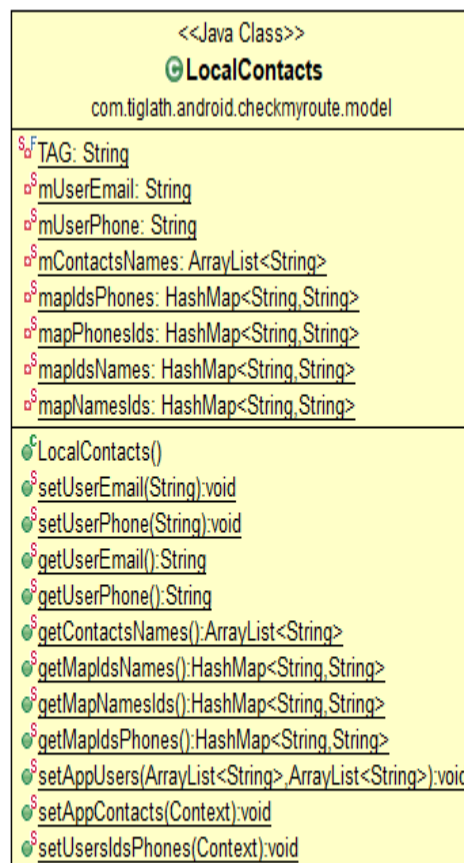 <<Java Class>>
LocalContacts
com.tiglath.android.checkmyroute.model
TAG: String
mUserEmail: String
mUserPhone: String
mContactsNames: ArrayList<String>
mapIdsPhones: HashMap<String,String>
mapPhonesIds: HashMap<String,String>
mapIdsNames: HashMap<String,String>
mapNamesIds: HashMap<String,String>
LocalContacts()
setUserEmail(String):void
setUserPhone(String):void
getUserEmail():String
getUserPhone():String
getContactsNames():ArrayList<String>
getMapIdsNames():HashMap<String,String>
getMapNamesIds():HashMap<String,String>
getMapIdsPhones():HashMap<String,String>
setAppUsers(ArrayList<String>,ArrayList<String>):void
setAppContacts(Context):void
setUsersIdsPhones(Context):void